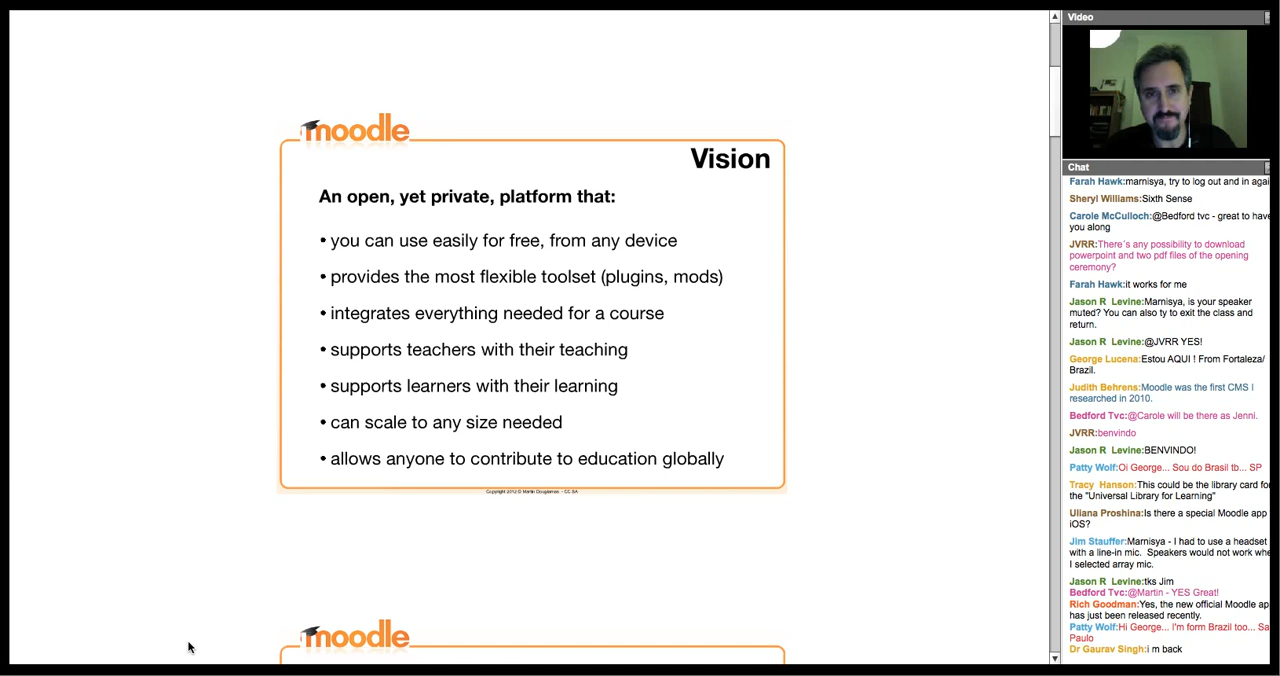 moodle
Vision
An open, yet private, platform that:
• you can use easily for free, from any device
• provides the most flexible toolset (plugins, mods)
• integrates everything needed for a course
• supports teachers with their teaching
• supports learners with their learning
• can scale to any size needed
• allows anyone to contribute to education globally
Copyright 2012 © Martin Dougiamas - CC BA
moodle
Video
Chat
Farah Hawk:marnisya, try to log out and in agai
Sheryl Williams:Sixth Sense
Carole McCulloch:@Bedford tvc - great to have
you along
JVRR:There´s any possibility to download
powerpoint and two pdf files of the opening
ceremony?
Farah Hawk:it works for me
Jason R Levine:Marnisya, is your speaker
muted? You can also ty to exit the class and
return.
Jason R Levine:@JVRR YES!
George Lucena:Estou AQUI ! From Fortaleza/
Brazil.
Judith Behrens:Moodle was the first CMS I
researched in 2010.
Bedford Tvc:@Carole will be there as Jenni.
JVRR:benvindo
Jason R Levine:BENVINDO!
Patty Wolf:Oi George... Sou do Brasil tb... SP
Tracy Hanson:This could be the library card fo
the "Universal Library for Learning"
Uliana Proshina:Is there a special Moodle app
iOS?
Jim Stauffer:Marnisya - I had to use a headset
with a line-in mic. Speakers would not work whe
I selected array mic.
Jason R Levine:tks Jim
Bedford Tvc:@Martin - YES Great!
Rich Goodman:Yes, the new official Moodle ap
has just been released recently.
Patty Wolf:Hi George... I'm form Brazil too... Sa
Paulo
Dr Gaurav Singh:i m back